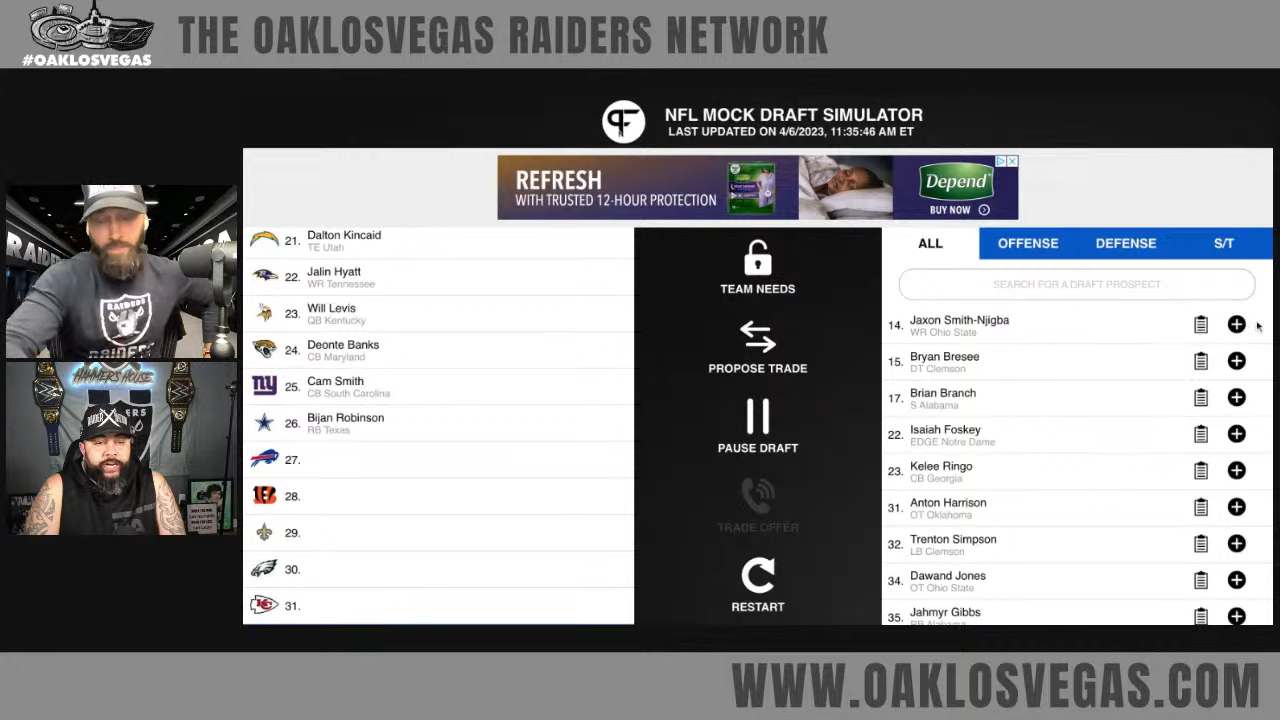 THE OAKLOSVEGAS RAIDERS NETWORK
#OAKLOSVEGAS
NFL MOCK DRAFT SIMULATOR
LAST UPDATED ON 4/6/2023, 11:35:46 AM ET
REFRESH
WITH TRUSTED 12-HOUR PROTECTION
Depend
BUY NOW
RAIDERS
HAMMERS HOUSE
21. Dalton Kincaid
TE Utah
22. Jalin Hyatt
WR Tennessee
23. Will Levis
QB Kentucky
24. Deonte Banks
CB Maryland
25. Cam Smith
CB South Carolina
26. Bijan Robinson
RB Texas
27.
28.
29.
30.
31.
TEAM NEEDS
PROPOSE TRADE
PAUSE DRAFT
TRADE OFFER
RESTART
ALL
OFFENSE
DEFENSE
S/T
SEARCH FOR A DRAFT PROSPECT
14. Jaxon Smith-Njigba
WR Ohio State
15. Bryan Bresee
DT Clemson
17. Brian Branch
S Alabama
22. Isaiah Foskey
EDGE Notre Dame
23. Kelee Ringo
CB Georgia
31. Anton Harrison
OT Oklahoma
32. Trenton Simpson
LB Clemson
34. Dawand Jones
OT Ohio State
35. Jahmyr Gibbs
RB Alabama
WWW.OAKLOSVEGAS.COM